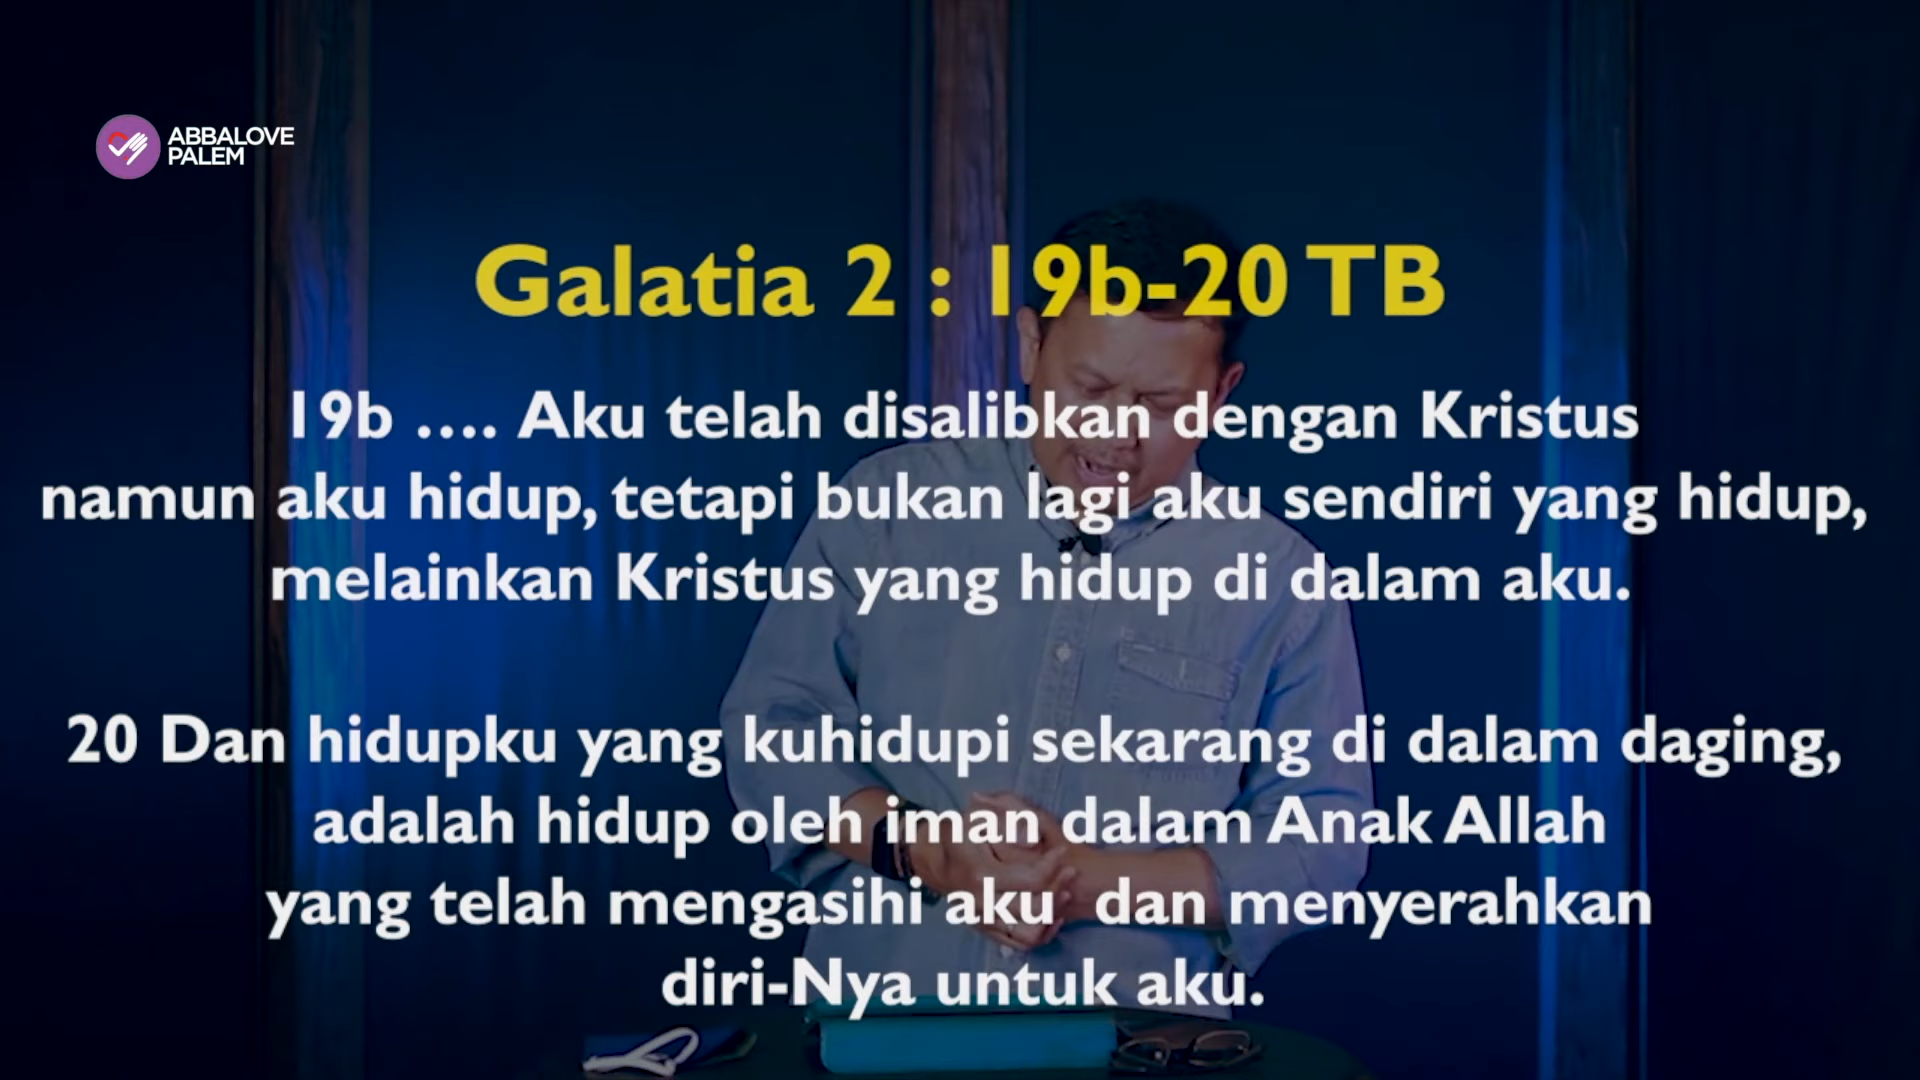 ABBALOVE
PALEM
Galatia 2 : 19b-20 TB
19b .... Aku telah disalibkan dengan Kristus
namun aku hidup, tetapi bukan lagi aku sendiri yang hidup,
melainkan Kristus yang hidup di dalam aku.
20 Dan hidupku yang kuhidupi sekarang di dalam daging,
adalah hidup oleh iman dalam Anak Allah
yang telah mengasihi aku  dan menyerahkan
diri-Nya untuk aku.